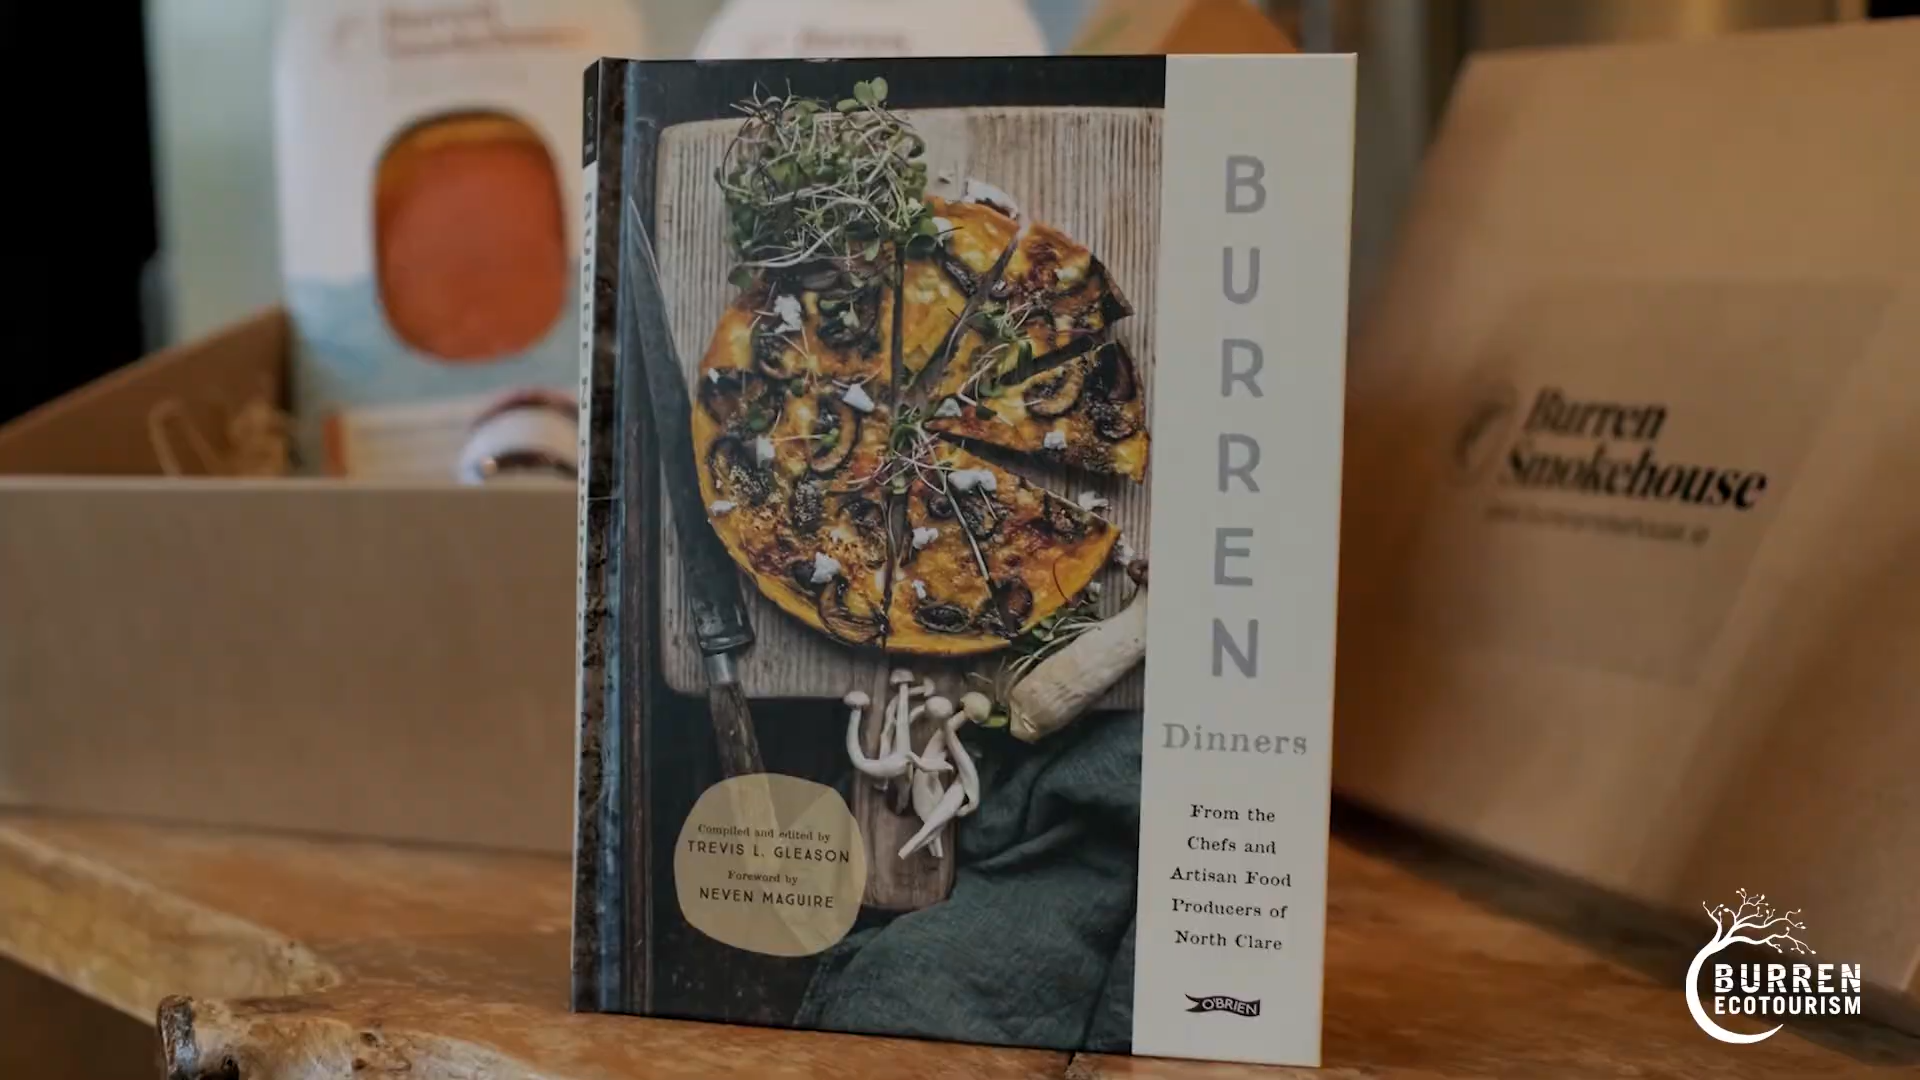 B
U
R
R
E
N
Dinners
From the
Chefs and
Artisan Food
Producers of
North Clare
O'BRIEN
Compiled and edited by
TREVIS L. GLEASON
Foreword by
NEVEN MAGUIRE
Burren
Smokehouse
BURREN
ECOTOURISM